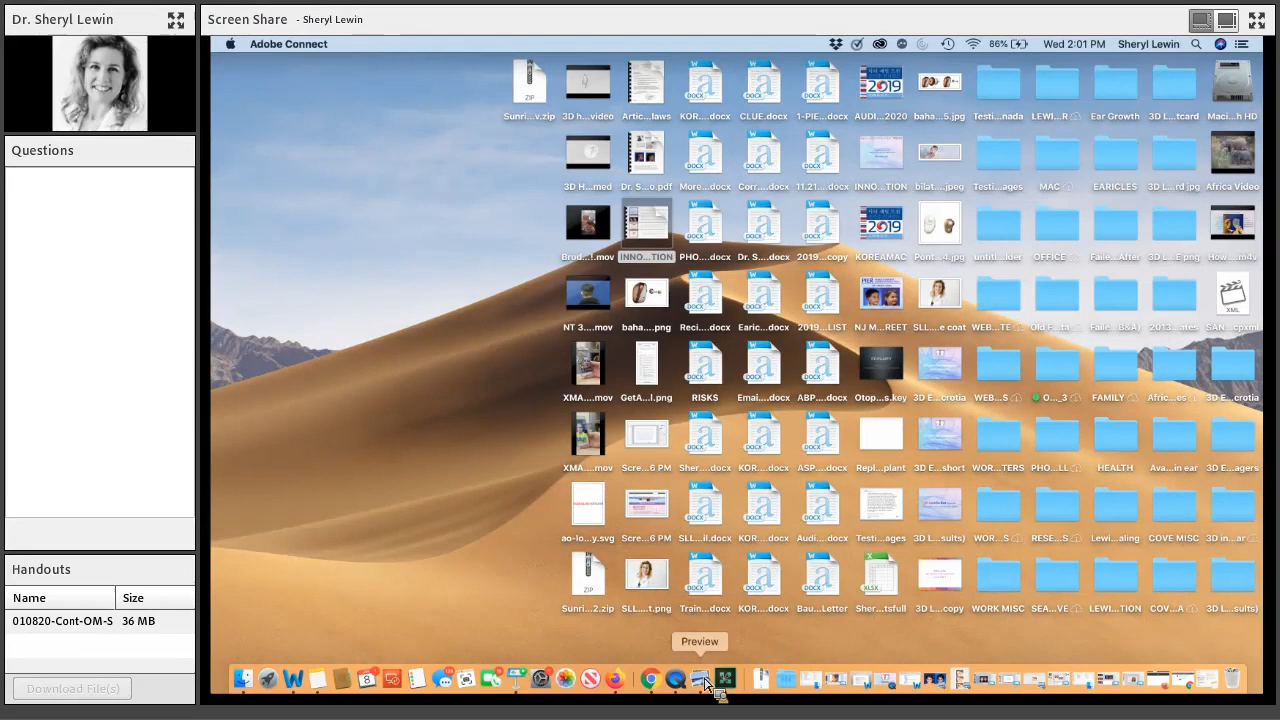 Dr. Sheryl Lewin
Screen Share - Sheryl Lewin
Adobe Connect 86% Wed 2:01 PM Sheryl Lewin
Questions
Sunri...v.zip 3D h...video Artic...laws KOR....docx CLUE.docx 1-PIE...docx AUDI...2020 baha...5.jpg Testi...nada LEWI...R Ear Growth 3D L...tcard Maci...h HD
3D H...med Dr. S...o.pdf More...docx Corr....docx 11.21....docx INNO...TION bilat....jpeg Testi...ages MAC EARICLES 3D L...rd jpg Africa Video
Brod...!.mov INNO...TION PHO....docx Dr. S....docx 2019...copy KOREAMAC Pont...4.jpg untitl...lder OFFICE Faile...After 3D L...E png How...m4v
NT 3....mov baha....png Reci...docx Earic...docx 2019...LIST NJ M...REET SLL....e coat WEB...TE Old F...ta Faile...B&A) 2013...ates SAN...cpxml
XMA....mov GetA...l.png RISKS Emai...docx ABP....docx Otop...s.key 3D E...crotia WEB...S O..._3 FAMILY Afric...es 3D E...crotia
XMA....mov Scre...6 PM Sher...docx KOR....docx ASP....docx Repl...plant 3D E...short WOR...TERS PHO...LL HEALTH Ava...in ear 3D E...agers
ao-lo...y.svg Scre...6 PM SLL...il.docx KOR....docx Audi....docx Testi...ages 3D L...sults) WOR...S RESE...S Lewi...aling COVE MISC 3D in...ar
Sunri...2.zip SLL....t.png Train...docx KOR....docx Bau...Letter Sher...tsfull 3D L...copy WORK MISC SEA...VE LEWI...TION COV...A 3D L...sults)
Handouts
Name Size
010820-Cont-OM-S 36 MB
Download File(s)
Preview